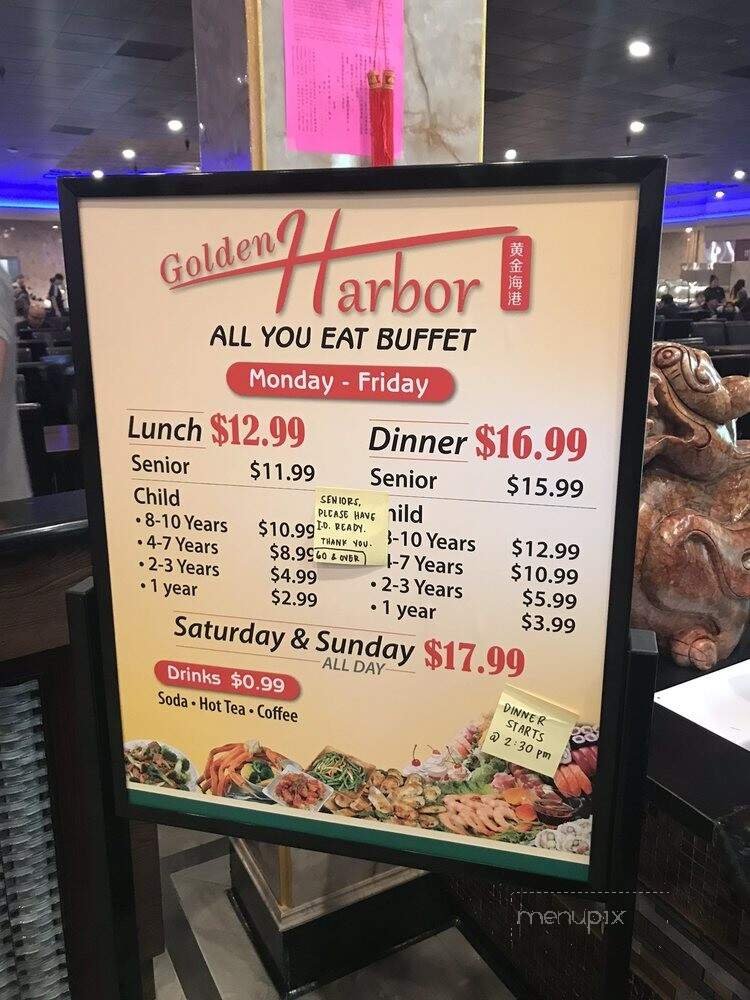 Golden Harbor
黄金海港
ALL YOU EAT BUFFET
Monday - Friday
Lunch $12.99
Senior $11.99
Child
• 8-10 Years $10.99
• 4-7 Years $8.99
• 2-3 Years $4.99
• 1 year $2.99
Dinner $16.99
Senior $15.99
hild
8-10 Years $12.99
4-7 Years $10.99
• 2-3 Years $5.99
• 1 year $3.99
SENIORS,
PLEASE HAVE
I.D. READY.
THANK YOU.
60 & OVER
Saturday & Sunday $17.99
ALL DAY
Drinks $0.99
Soda • Hot Tea • Coffee
DINNER
STARTS
@ 2:30 pm
menupix